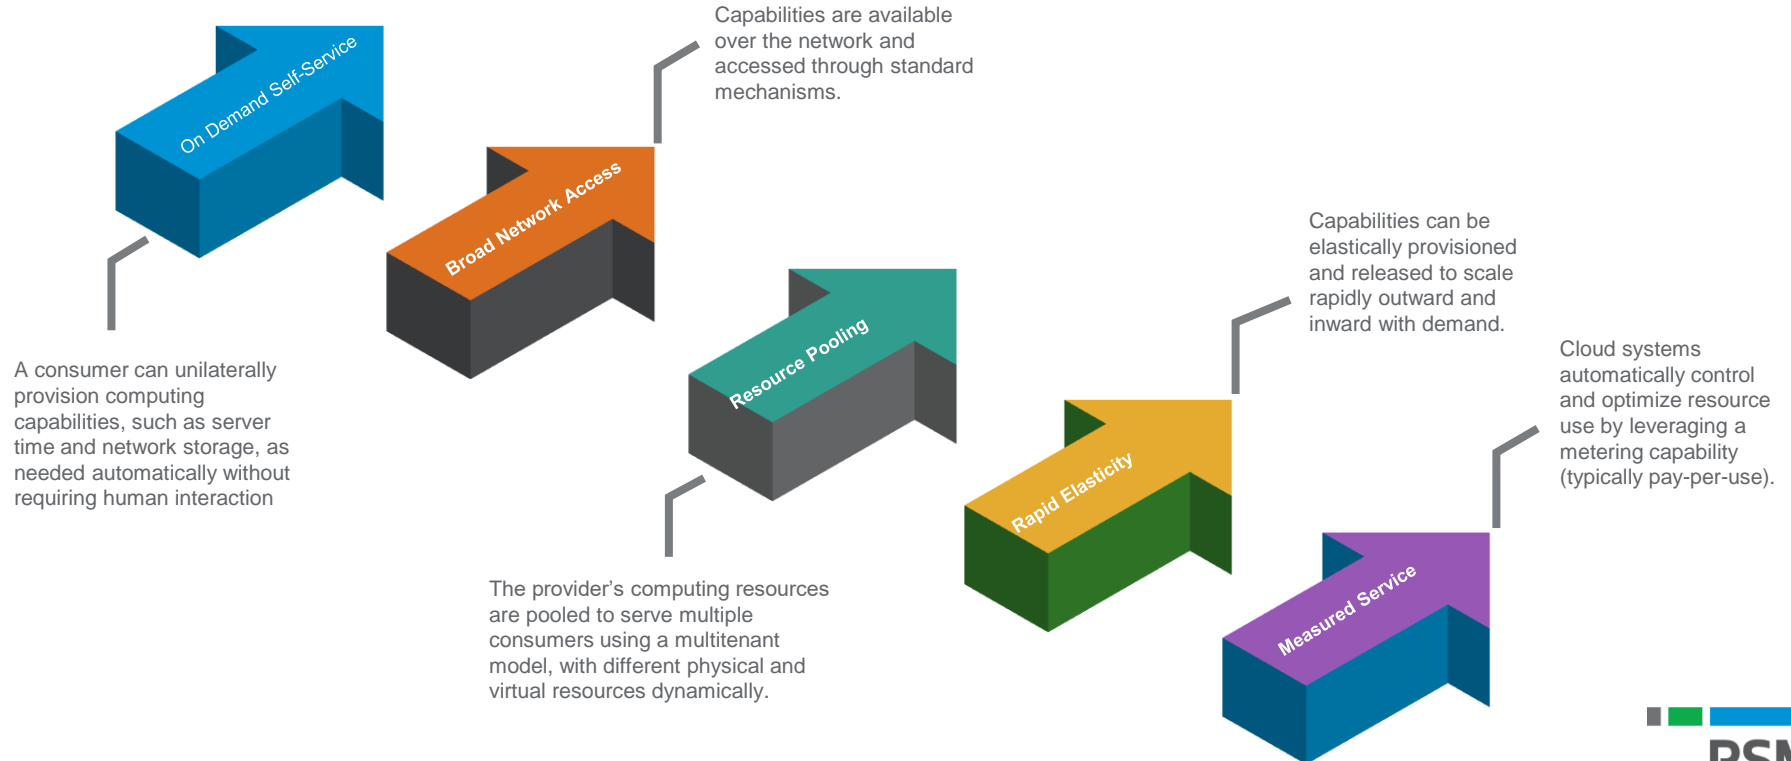 On Demand Self-Service
A consumer can unilaterally
provision computing
capabilities, such as server
time and network storage, as
needed automatically without
requiring human interaction
Broad Network Access
Capabilities are available
over the network and
accessed through standard
mechanisms.
Resource Pooling
The provider’s computing resources
are pooled to serve multiple
consumers using a multitenant
model, with different physical and
virtual resources dynamically.
Rapid Elasticity
Capabilities can be
elastically provisioned
and released to scale
rapidly outward and
inward with demand.
Measured Service
Cloud systems
automatically control
and optimize resource
use by leveraging a
metering capability
(typically pay-per-use).
RSM